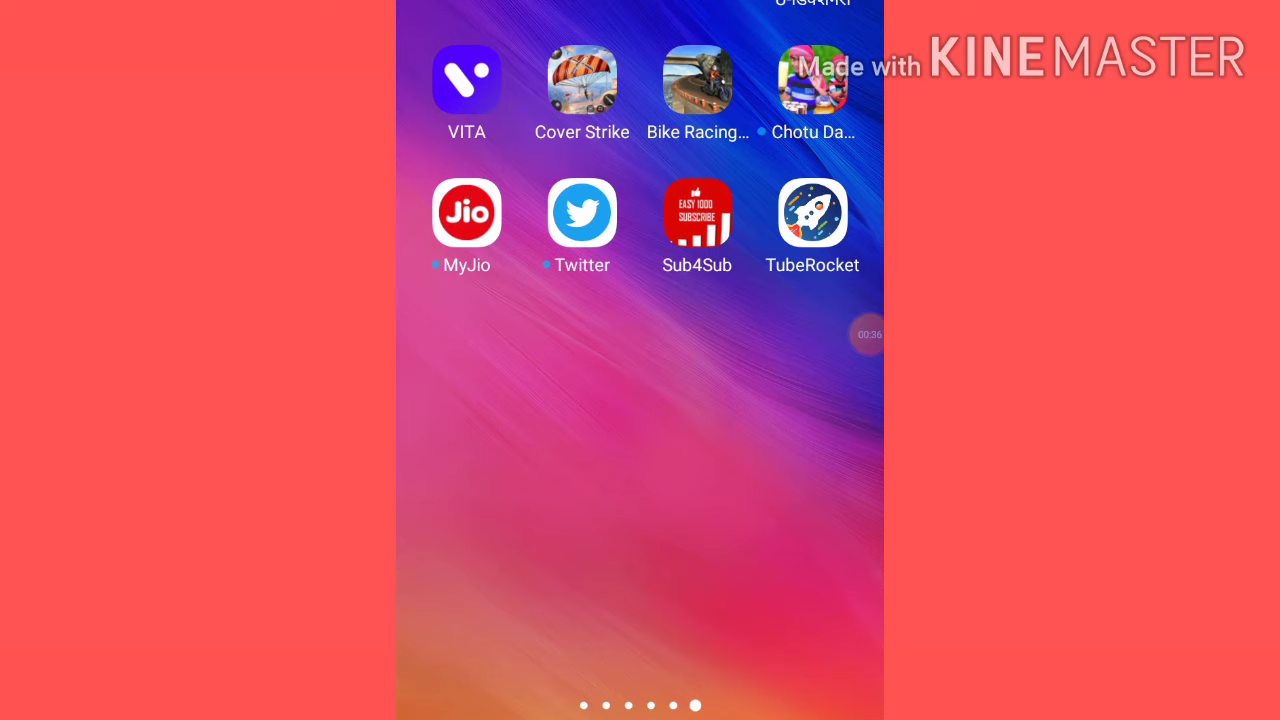 Made with KINEMASTER
VITA
Cover Strike
Bike Racing...
Chotu Da...
Jio
EASY 1000
SUBSCRIBE
MyJio
Twitter
Sub4Sub
TubeRocket
00:36